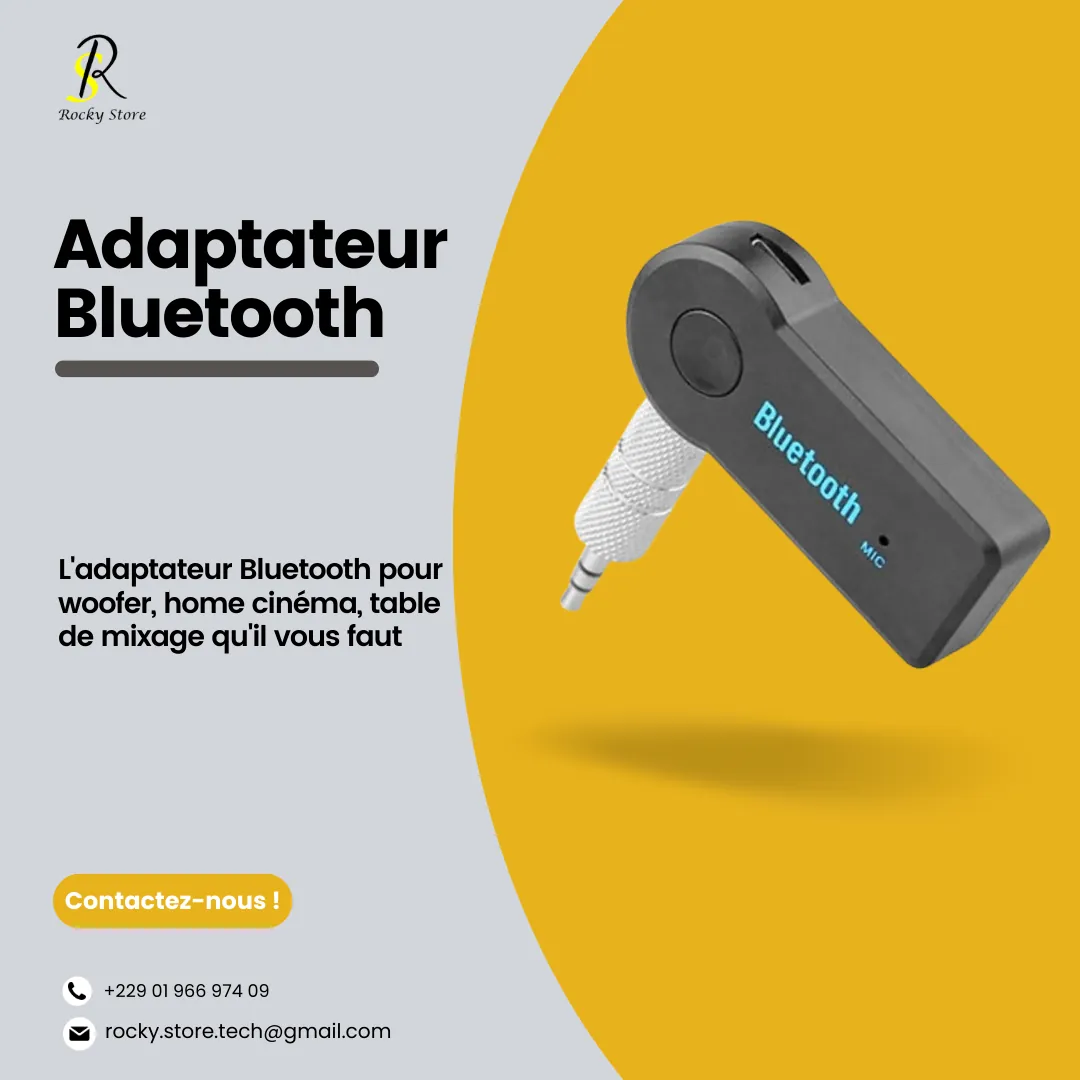 RS
Rocky Store
Adaptateur
Bluetooth
Bluetooth
MIC
L'adaptateur Bluetooth pour
woofer, home cinéma, table
de mixage qu'il vous faut
Contactez-nous !
+229 01 966 974 09
rocky.store.tech@gmail.com